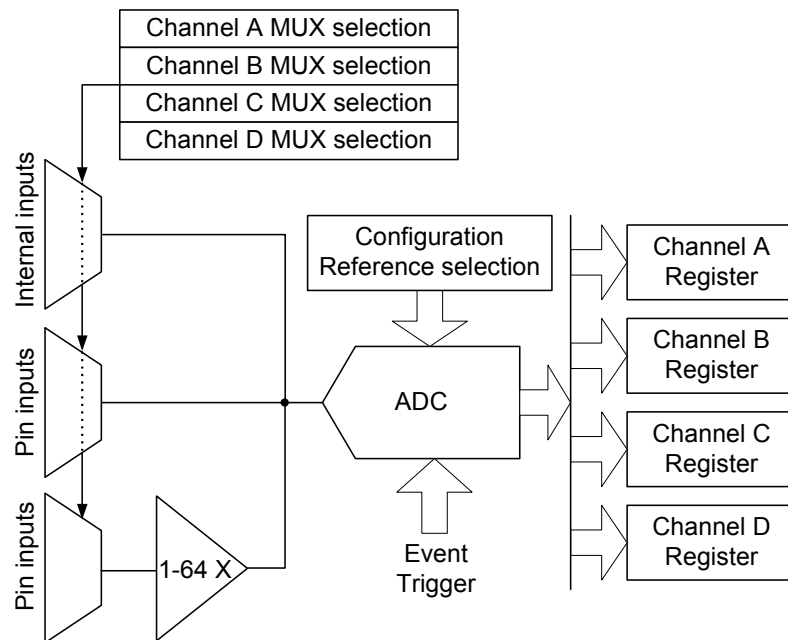 Channel A MUX selection
Channel B MUX selection
Channel C MUX selection
Channel D MUX selection
Internal inputs
Configuration
Reference selection
Channel A
Register
Channel B
Register
Pin inputs
ADC
Channel C
Register
Pin inputs
1-64 X
Event
Trigger
Channel D
Register